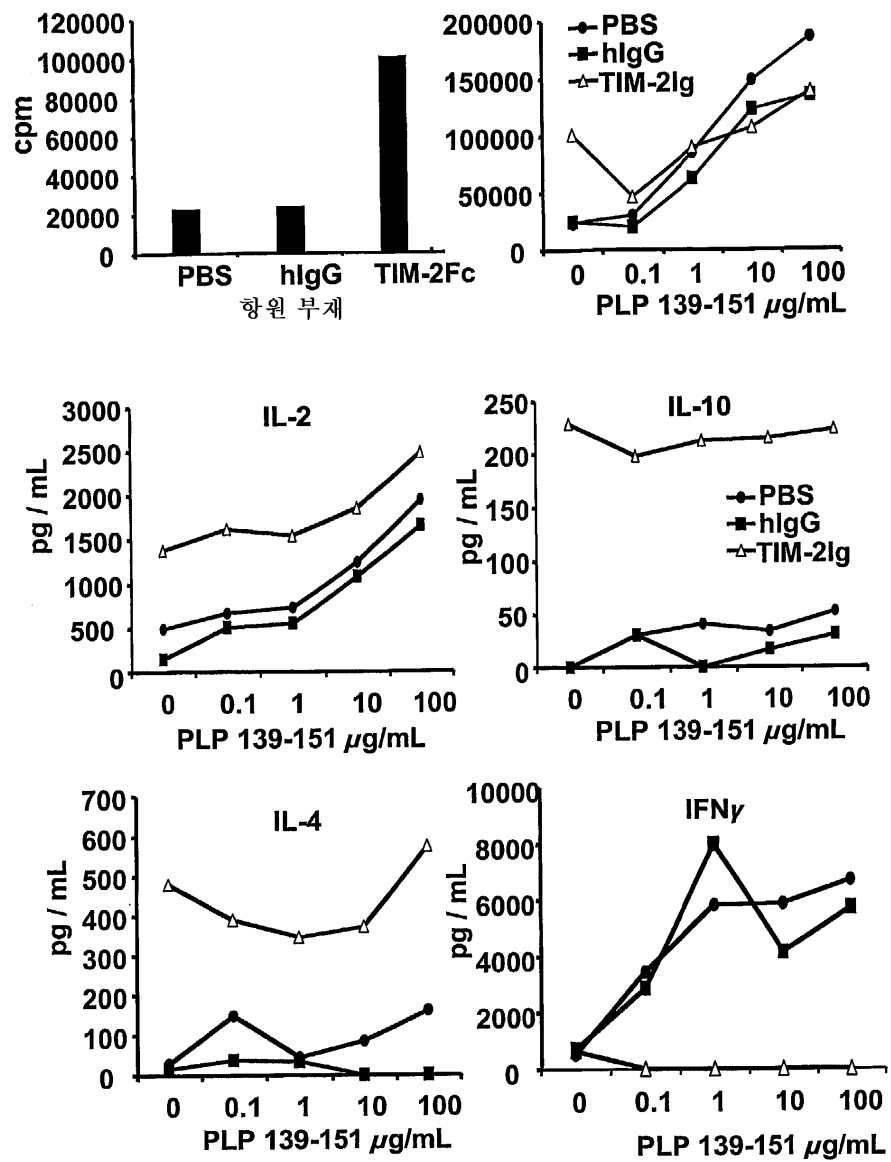 120000
100000
80000
60000
40000
20000
0
cpm
PBS hIgG TIM-2Fc
항원 부재
200000
150000
100000
50000
0
PBS
hIgG
TIM-2Ig
0 0.1 1 10 100
PLP 139-151 µg/mL
IL-2
3000
2500
2000
1500
1000
500
0
pg / mL
0 0.1 1 10 100
PLP 139-151 µg/mL
IL-10
250
200
150
100
50
0
pg / mL
PBS
hIgG
TIM-2Ig
0 0.1 1 10 100
PLP 139-151 µg/mL
IL-4
700
600
500
400
300
200
100
0
pg / mL
0 0.1 1 10 100
PLP 139-151 µg/mL
IFNγ
10000
8000
6000
4000
2000
0
pg / mL
0 0.1 1 10 100
PLP 139-151 µg/mL